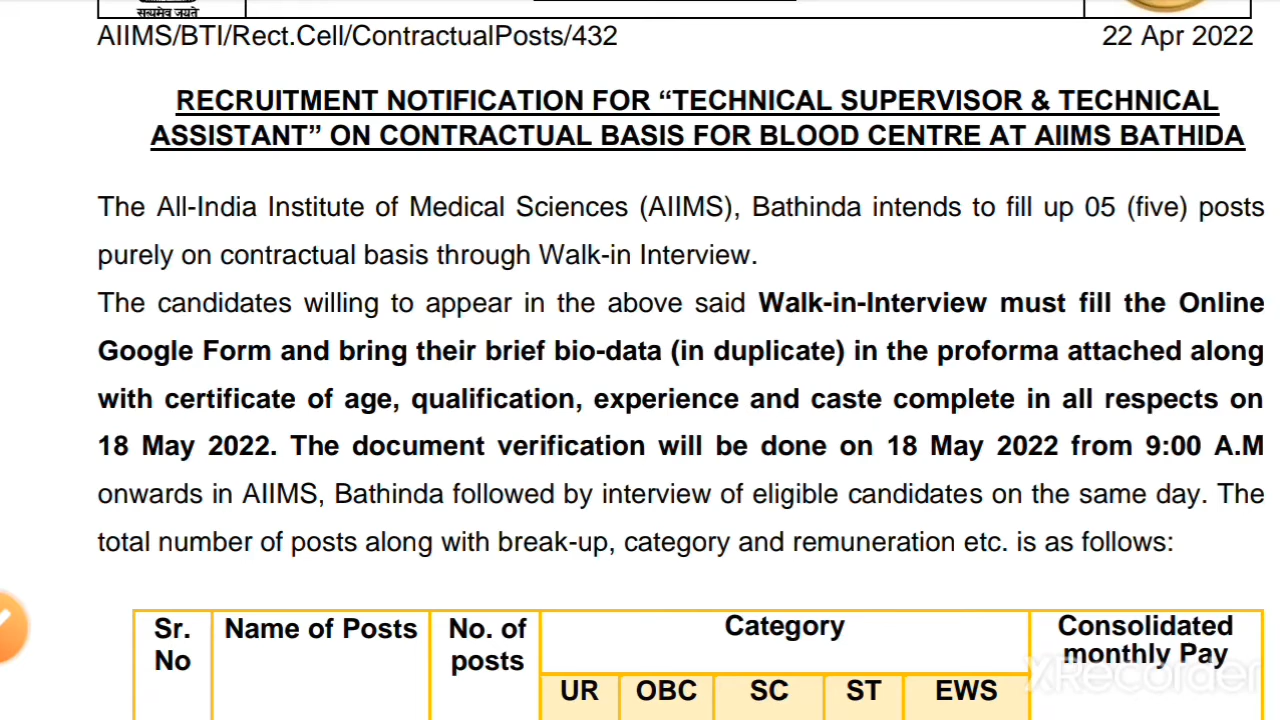 सत्यमेव जयते
AIIMS/BTI/Rect.Cell/ContractualPosts/432 22 Apr 2022
RECRUITMENT NOTIFICATION FOR “TECHNICAL SUPERVISOR & TECHNICAL
ASSISTANT” ON CONTRACTUAL BASIS FOR BLOOD CENTRE AT AIIMS BATHIDA
The All-India Institute of Medical Sciences (AIIMS), Bathinda intends to fill up 05 (five) posts
purely on contractual basis through Walk-in Interview.
The candidates willing to appear in the above said Walk-in-Interview must fill the Online
Google Form and bring their brief bio-data (in duplicate) in the proforma attached along
with certificate of age, qualification, experience and caste complete in all respects on
18 May 2022. The document verification will be done on 18 May 2022 from 9:00 A.M
onwards in AIIMS, Bathinda followed by interview of eligible candidates on the same day. The
total number of posts along with break-up, category and remuneration etc. is as follows:
Sr. Name of Posts No. of Category Consolidated
No posts monthly Pay
UR OBC SC ST EWS
XRecorder